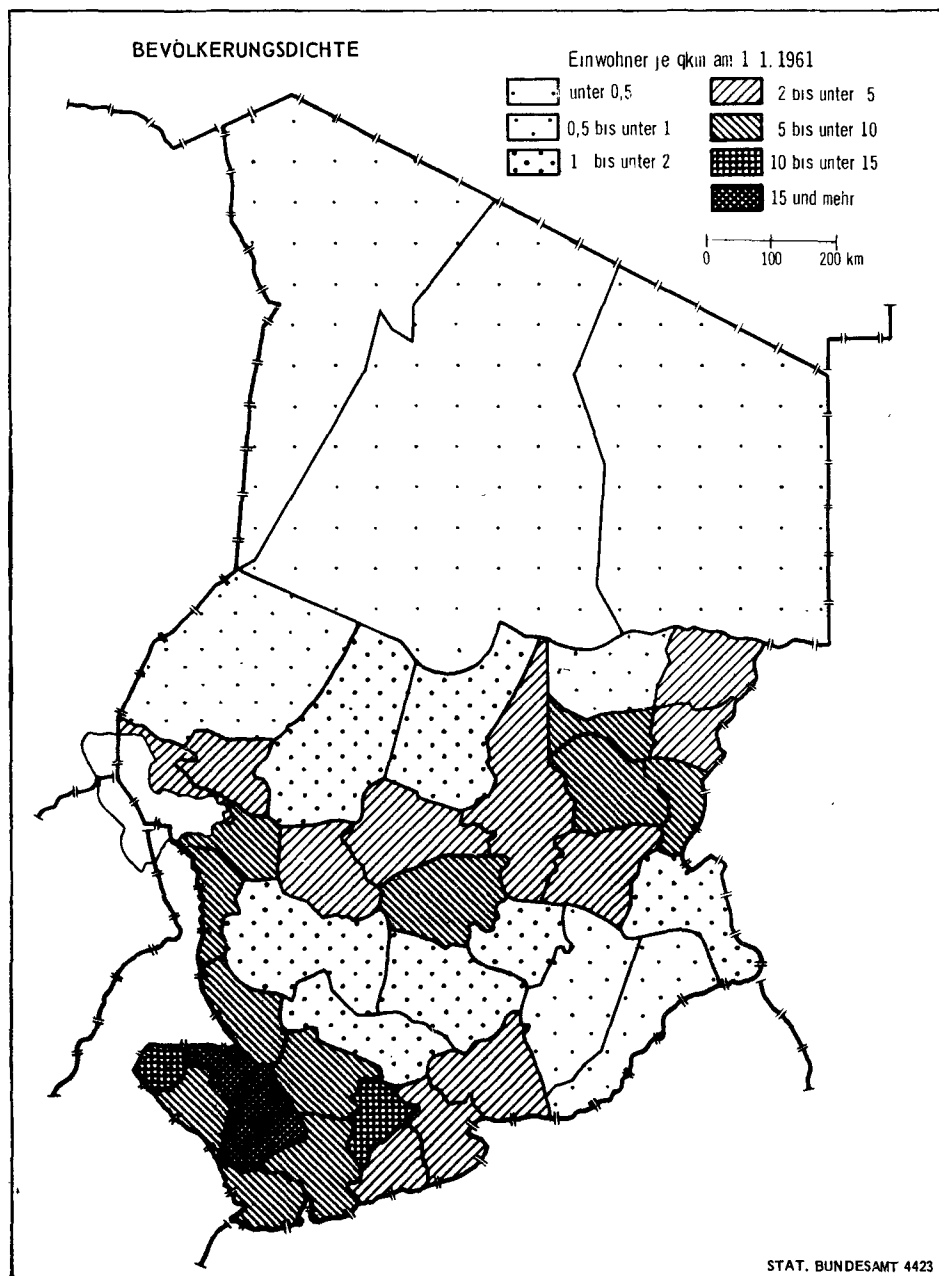 BEVÖLKERUNGSDICHTE
Einwohner je qkm am 1 1. 1961
unter 0,5
0,5 bis unter 1
1 bis unter 2
2 bis unter 5
5 bis unter 10
10 bis unter 15
15 und mehr
0 100 200 km
STAT. BUNDESAMT 4423